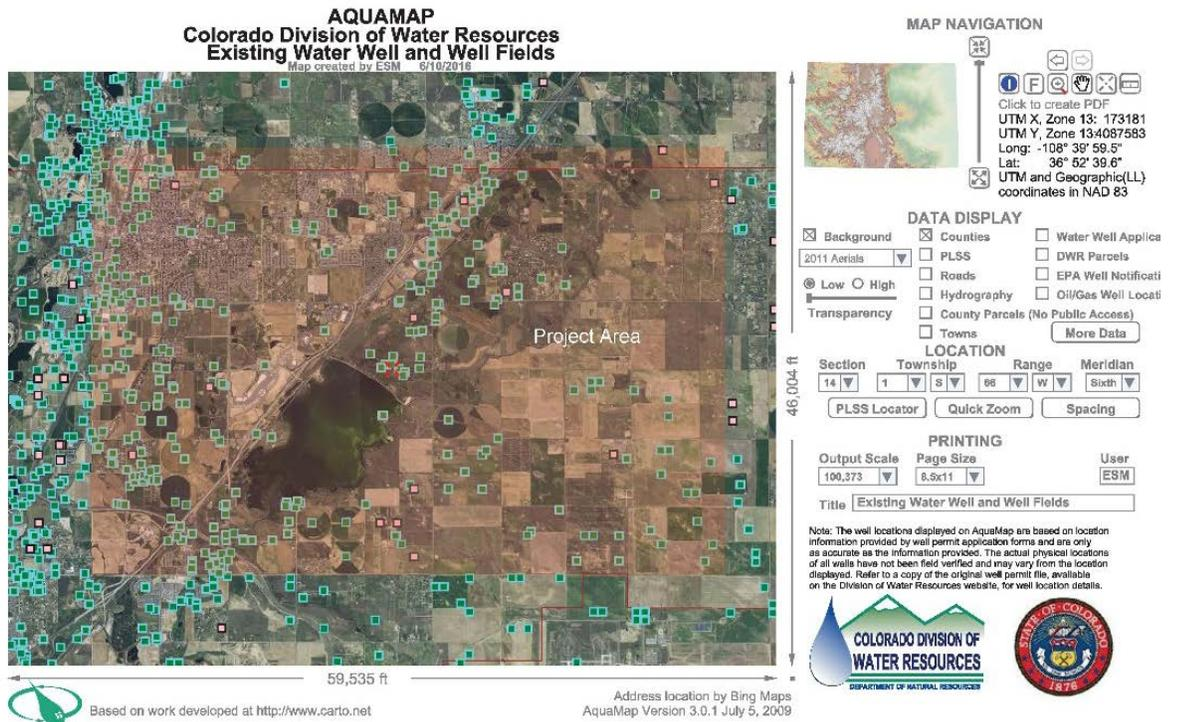 AQUAMAP
Colorado Division of Water Resources
Existing Water Well and Well Fields
Map created by ESM 6/10/2016
Project Area
46,004 ft
59,535 ft
Based on work developed at http://www.carto.net
Address location by Bing Maps
AquaMap Version 3.0.1 July 5, 2009
MAP NAVIGATION
i F
Click to create PDF
UTM X, Zone 13: 173181
UTM Y, Zone 13:4087583
Long: -108° 39' 59.5"
Lat: 36° 52' 39.6"
UTM and Geographic(LL)
coordinates in NAD 83
DATA DISPLAY
Background
2011 Aerials
Low High
Transparency
Counties
PLSS
Roads
Hydrography
County Parcels (No Public Access)
Towns
Water Well Applica
DWR Parcels
EPA Well Notificati
Oil/Gas Well Locati
More Data
LOCATION
Section Township Range Meridian
14 1 S 66 W Sixth
PLSS Locator Quick Zoom Spacing
PRINTING
Output Scale Page Size User
100,373 8.5x11 ESM
Title Existing Water Well and Well Fields
Note: The well locations displayed on AquaMap are based on location
information provided by well permit application forms and are only
as accurate as the information provided. The actual physical locations
of all wells have not been field verified and may vary from the location
displayed. Refer to a copy of the original well permit file, available
on the Division of Water Resources website, for well location details.
COLORADO DIVISION OF
WATER RESOURCES
DEPARTMENT OF NATURAL RESOURCES
STATE OF COLORADO
1876